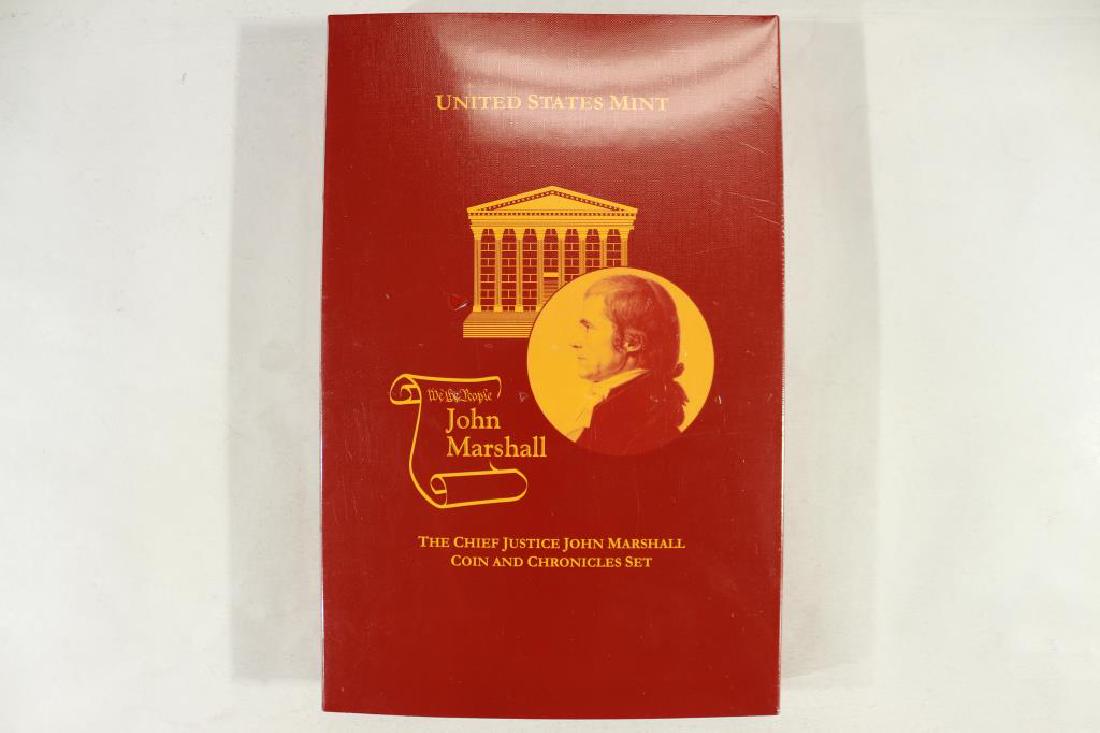 UNITED STATES MINT
We the People
John
Marshall
THE CHIEF JUSTICE JOHN MARSHALL
COIN AND CHRONICLES SET